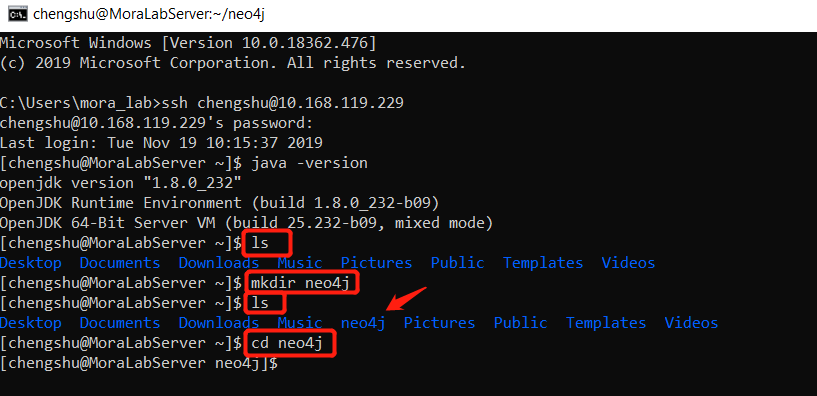 chengshu@MoraLabServer:~/neo4j
Microsoft Windows [Version 10.0.18362.476]
(c) 2019 Microsoft Corporation. All rights reserved.
C:\Users\mora_lab>ssh chengshu@10.168.119.229
chengshu@10.168.119.229's password:
Last login: Tue Nov 19 10:15:37 2019
[chengshu@MoraLabServer ~]$ java -version
openjdk version "1.8.0_232"
OpenJDK Runtime Environment (build 1.8.0_232-b09)
OpenJDK 64-Bit Server VM (build 25.232-b09, mixed mode)
[chengshu@MoraLabServer ~]$ ls
Desktop Documents Downloads Music Pictures Public Templates Videos
[chengshu@MoraLabServer ~]$ mkdir neo4j
[chengshu@MoraLabServer ~]$ ls
Desktop Documents Downloads Music neo4j Pictures Public Templates Videos
[chengshu@MoraLabServer ~]$ cd neo4j
[chengshu@MoraLabServer neo4j]$